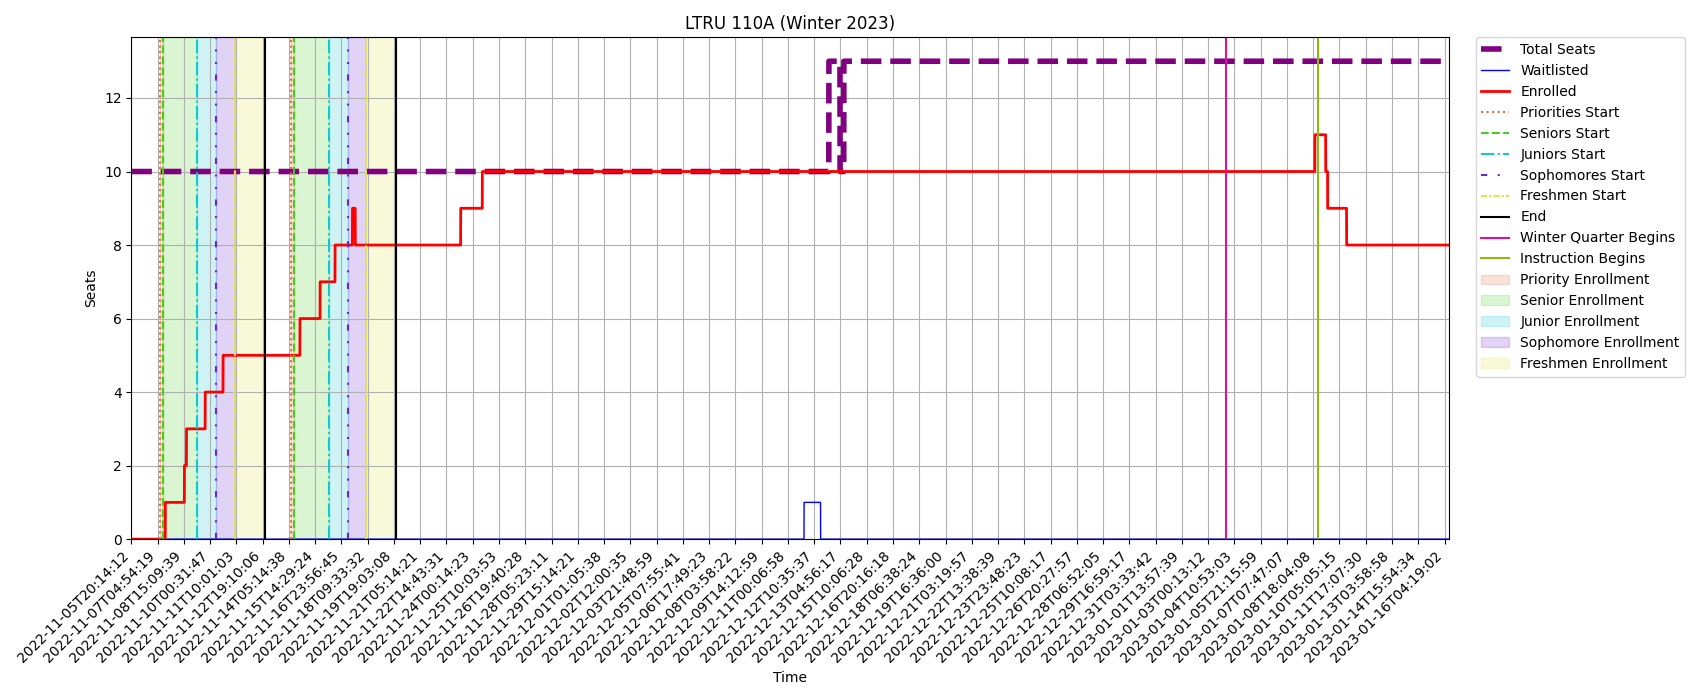 LTRU 110A (Winter 2023)
Seats
12
10
8
6
4
2
0
2022-11-05T20:14:12
2022-11-07T04:54:19
2022-11-08T15:09:39
2022-11-10T00:31:47
2022-11-11T10:01:03
2022-11-12T19:10:06
2022-11-14T05:14:38
2022-11-15T14:29:24
2022-11-16T23:56:45
2022-11-18T09:33:32
2022-11-19T19:03:08
2022-11-21T05:14:21
2022-11-22T14:43:31
2022-11-24T00:14:23
2022-11-25T10:03:53
2022-11-26T19:40:28
2022-11-28T05:23:11
2022-11-29T15:14:21
2022-12-01T01:05:38
2022-12-02T12:00:35
2022-12-03T21:48:59
2022-12-05T07:55:41
2022-12-06T17:49:23
2022-12-08T03:58:22
2022-12-09T14:12:59
2022-12-11T00:06:58
2022-12-12T10:35:37
2022-12-13T04:56:17
2022-12-15T10:06:28
2022-12-16T20:16:18
2022-12-18T06:38:24
2022-12-19T16:36:00
2022-12-21T03:19:57
2022-12-22T13:38:39
2022-12-23T23:48:23
2022-12-25T10:08:17
2022-12-26T20:27:57
2022-12-28T06:52:05
2022-12-29T16:59:17
2022-12-31T03:33:42
2023-01-01T13:57:39
2023-01-03T00:13:12
2023-01-04T10:53:03
2023-01-05T21:15:59
2023-01-07T07:47:07
2023-01-08T18:04:08
2023-01-10T05:05:15
2023-01-11T17:07:30
2023-01-13T03:58:58
2023-01-14T15:54:34
2023-01-16T04:19:02
Time
Total Seats
Waitlisted
Enrolled
Priorities Start
Seniors Start
Juniors Start
Sophomores Start
Freshmen Start
End
Winter Quarter Begins
Instruction Begins
Priority Enrollment
Senior Enrollment
Junior Enrollment
Sophomore Enrollment
Freshmen Enrollment